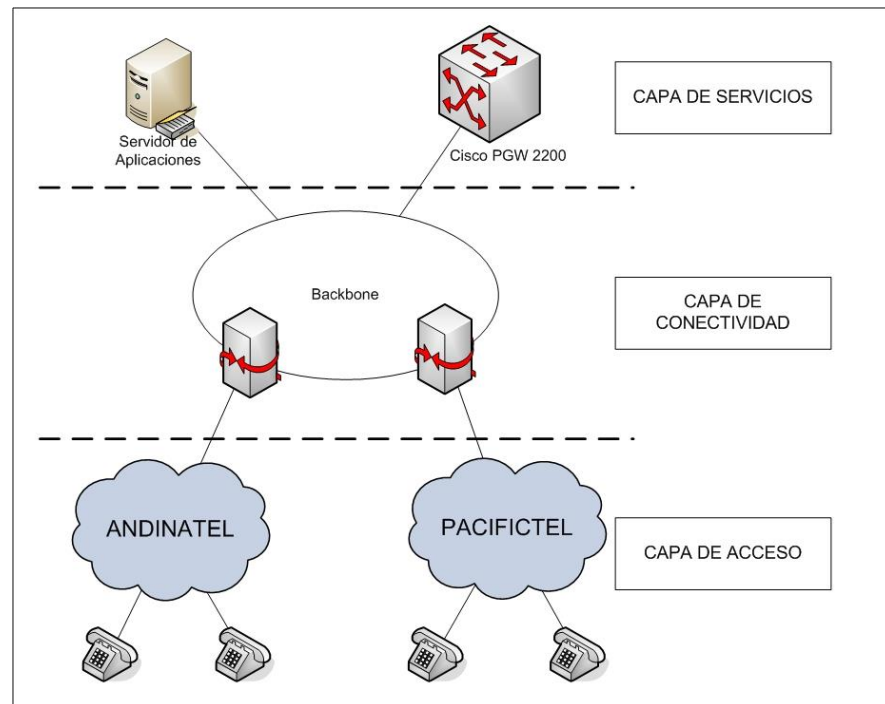 Servidor de
Aplicaciones
Cisco PGW 2200
CAPA DE SERVICIOS
Backbone
CAPA DE
CONECTIVIDAD
ANDINATEL
PACIFICTEL
CAPA DE ACCESO